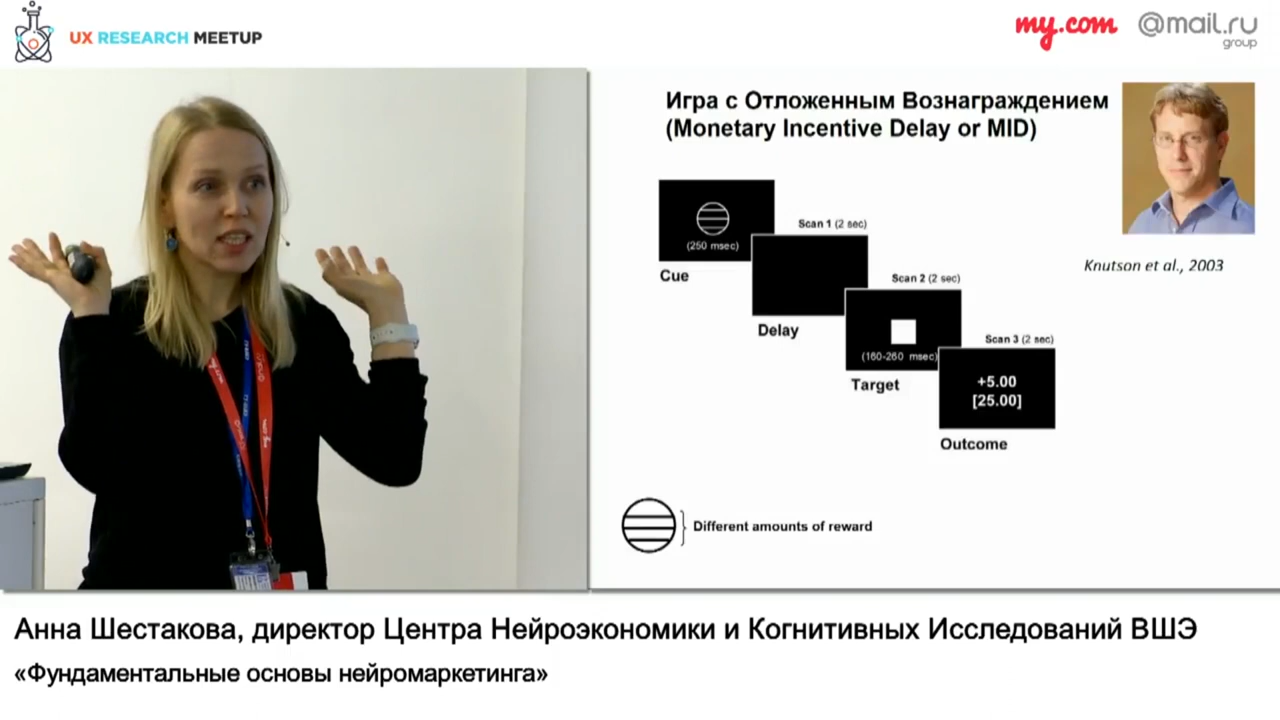 UX RESEARCH MEETUP
my.com @mail.ru
group
Игра с Отложенным Вознаграждением
(Monetary Incentive Delay or MID)
Knutson et al., 2003
(250 msec)
Cue
Scan 1 (2 sec)
Delay
Scan 2 (2 sec)
(160-260 msec)
Target
Scan 3 (2 sec)
+5.00
[25.00]
Outcome
Different amounts of reward
Анна Шестакова, директор Центра Нейроэкономики и Когнитивных Исследований ВШЭ
«Фундаментальные основы нейромаркетинга»